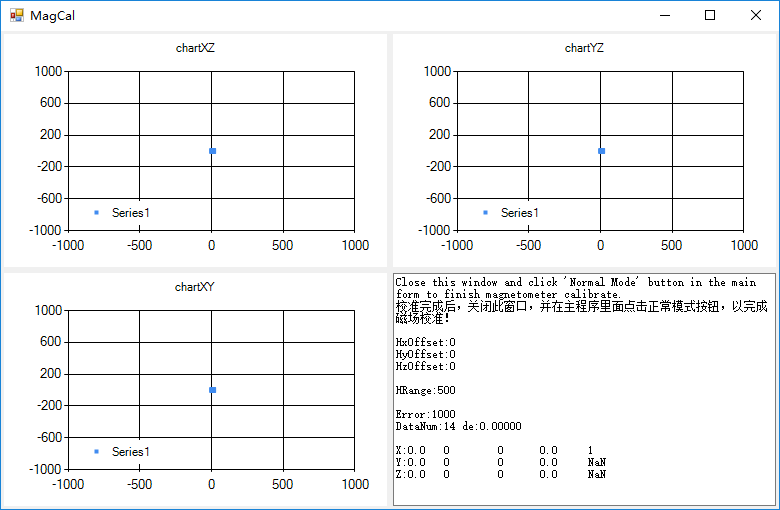 MagCal
chartXZ
1000
600
200
-200
-600
-1000
-1000 -500 0 500 1000
Series1
chartYZ
1000
600
200
-200
-600
-1000
-1000 -500 0 500 1000
Series1
chartXY
1000
600
200
-200
-600
-1000
-1000 -500 0 500 1000
Series1
Close this window and click 'Normal Mode' button in the main
form to finish magnetometer calibrate.
校准完成后，关闭此窗口，并在主程序里面点击正常模式按钮，以完成
磁场校准！
HxOffset:0
HyOffset:0
HzOffset:0
HRange:500
Error:1000
DataNum:14 de:0.00000
X:0.0 0 0 0.0 1
Y:0.0 0 0 0.0 NaN
Z:0.0 0 0 0.0 NaN